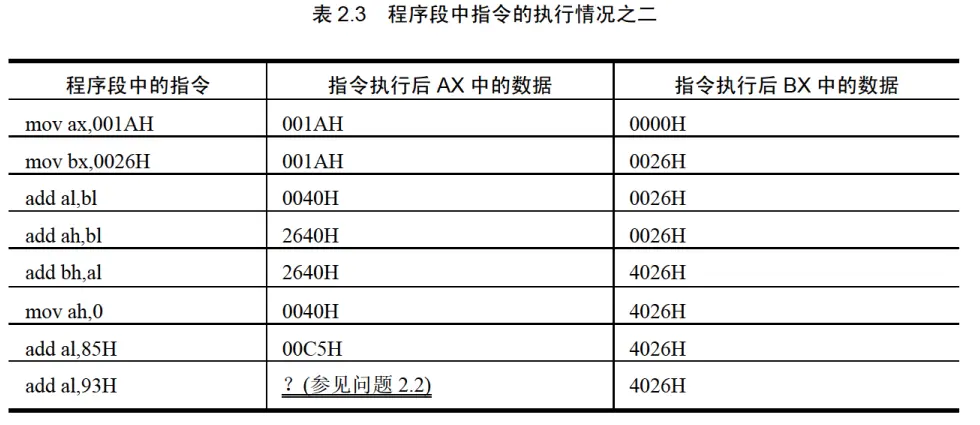 表 2.3 程序段中指令的执行情况之二
程序段中的指令 指令执行后 AX 中的数据 指令执行后 BX 中的数据
mov ax,001AH 001AH 0000H
mov bx,0026H 001AH 0026H
add al,bl 0040H 0026H
add ah,bl 2640H 0026H
add bh,al 2640H 4026H
mov ah,0 0040H 4026H
add al,85H 00C5H 4026H
add al,93H ？(参见问题 2.2) 4026H